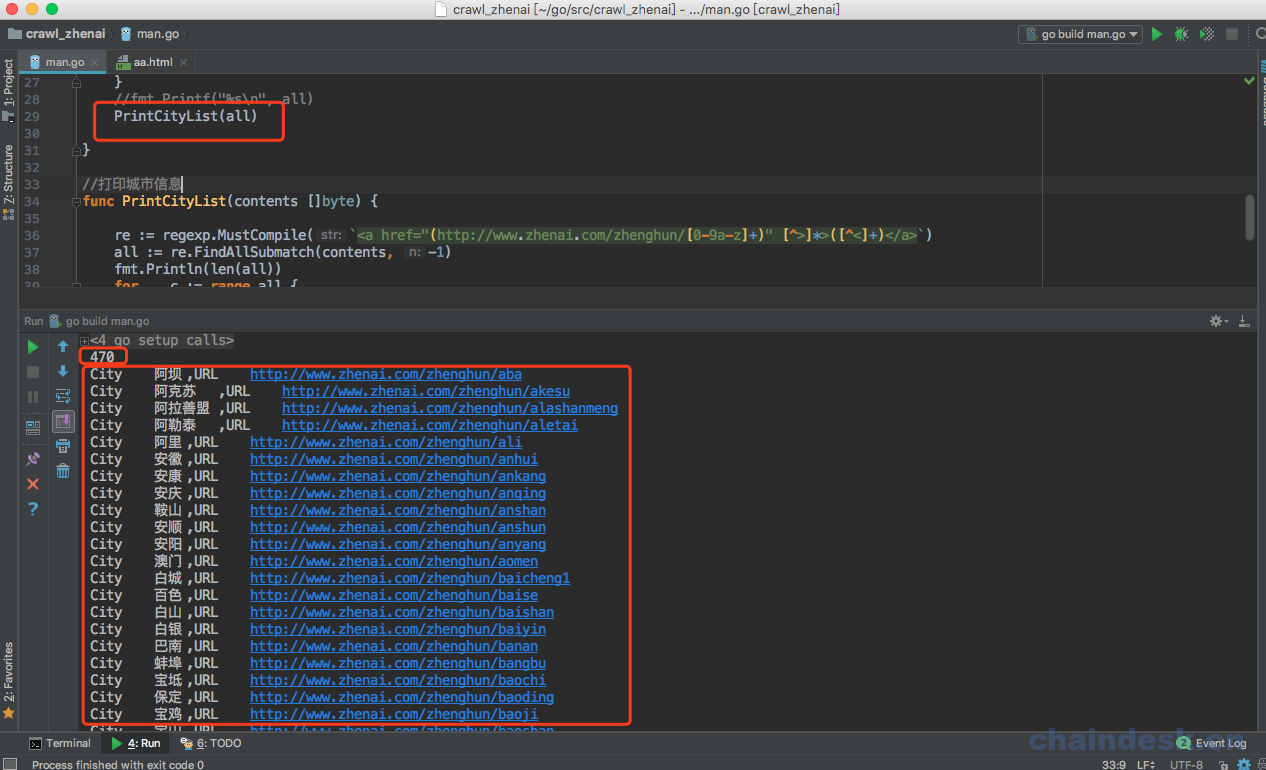 crawl_zhenai [~/go/src/crawl_zhenai] - .../man.go [crawl_zhenai]
crawl_zhenai man.go
go build man.go
man.go aa.html
1: Project
Z: Structure
2: Favorites
27 }
28 //fmt.Printf("%s\n", all)
29 PrintCityList(all)
30
31 }
32
33 //打印城市信息
34 func PrintCityList(contents []byte) {
35
36 re := regexp.MustCompile( str: `<a href="(http://www.zhenai.com/zhenghun/[0-9a-z]+)" [^>]*>([^<]+)</a>`)
37 all := re.FindAllSubmatch(contents, n: -1)
38 fmt.Println(len(all))
39 for _, c := range all {
Run go build man.go
<4 go setup calls>
470
City 阿坝 ,URL http://www.zhenai.com/zhenghun/aba
City 阿克苏 ,URL http://www.zhenai.com/zhenghun/akesu
City 阿拉善盟 ,URL http://www.zhenai.com/zhenghun/alashanmeng
City 阿勒泰 ,URL http://www.zhenai.com/zhenghun/aletai
City 阿里 ,URL http://www.zhenai.com/zhenghun/ali
City 安徽 ,URL http://www.zhenai.com/zhenghun/anhui
City 安康 ,URL http://www.zhenai.com/zhenghun/ankang
City 安庆 ,URL http://www.zhenai.com/zhenghun/anqing
City 鞍山 ,URL http://www.zhenai.com/zhenghun/anshan
City 安顺 ,URL http://www.zhenai.com/zhenghun/anshun
City 安阳 ,URL http://www.zhenai.com/zhenghun/anyang
City 澳门 ,URL http://www.zhenai.com/zhenghun/aomen
City 白城 ,URL http://www.zhenai.com/zhenghun/baicheng1
City 百色 ,URL http://www.zhenai.com/zhenghun/baise
City 白山 ,URL http://www.zhenai.com/zhenghun/baishan
City 白银 ,URL http://www.zhenai.com/zhenghun/baiyin
City 巴南 ,URL http://www.zhenai.com/zhenghun/banan
City 蚌埠 ,URL http://www.zhenai.com/zhenghun/bangbu
City 宝坻 ,URL http://www.zhenai.com/zhenghun/baochi
City 保定 ,URL http://www.zhenai.com/zhenghun/baoding
City 宝鸡 ,URL http://www.zhenai.com/zhenghun/baoji
City 宝山 ,URL http://www.zhenai.com/zhenghun/baoshan
Terminal 4: Run 6: TODO 2 Event Log
chaindesk.cn
Process finished with exit code 0 33:9 LF UTF-8